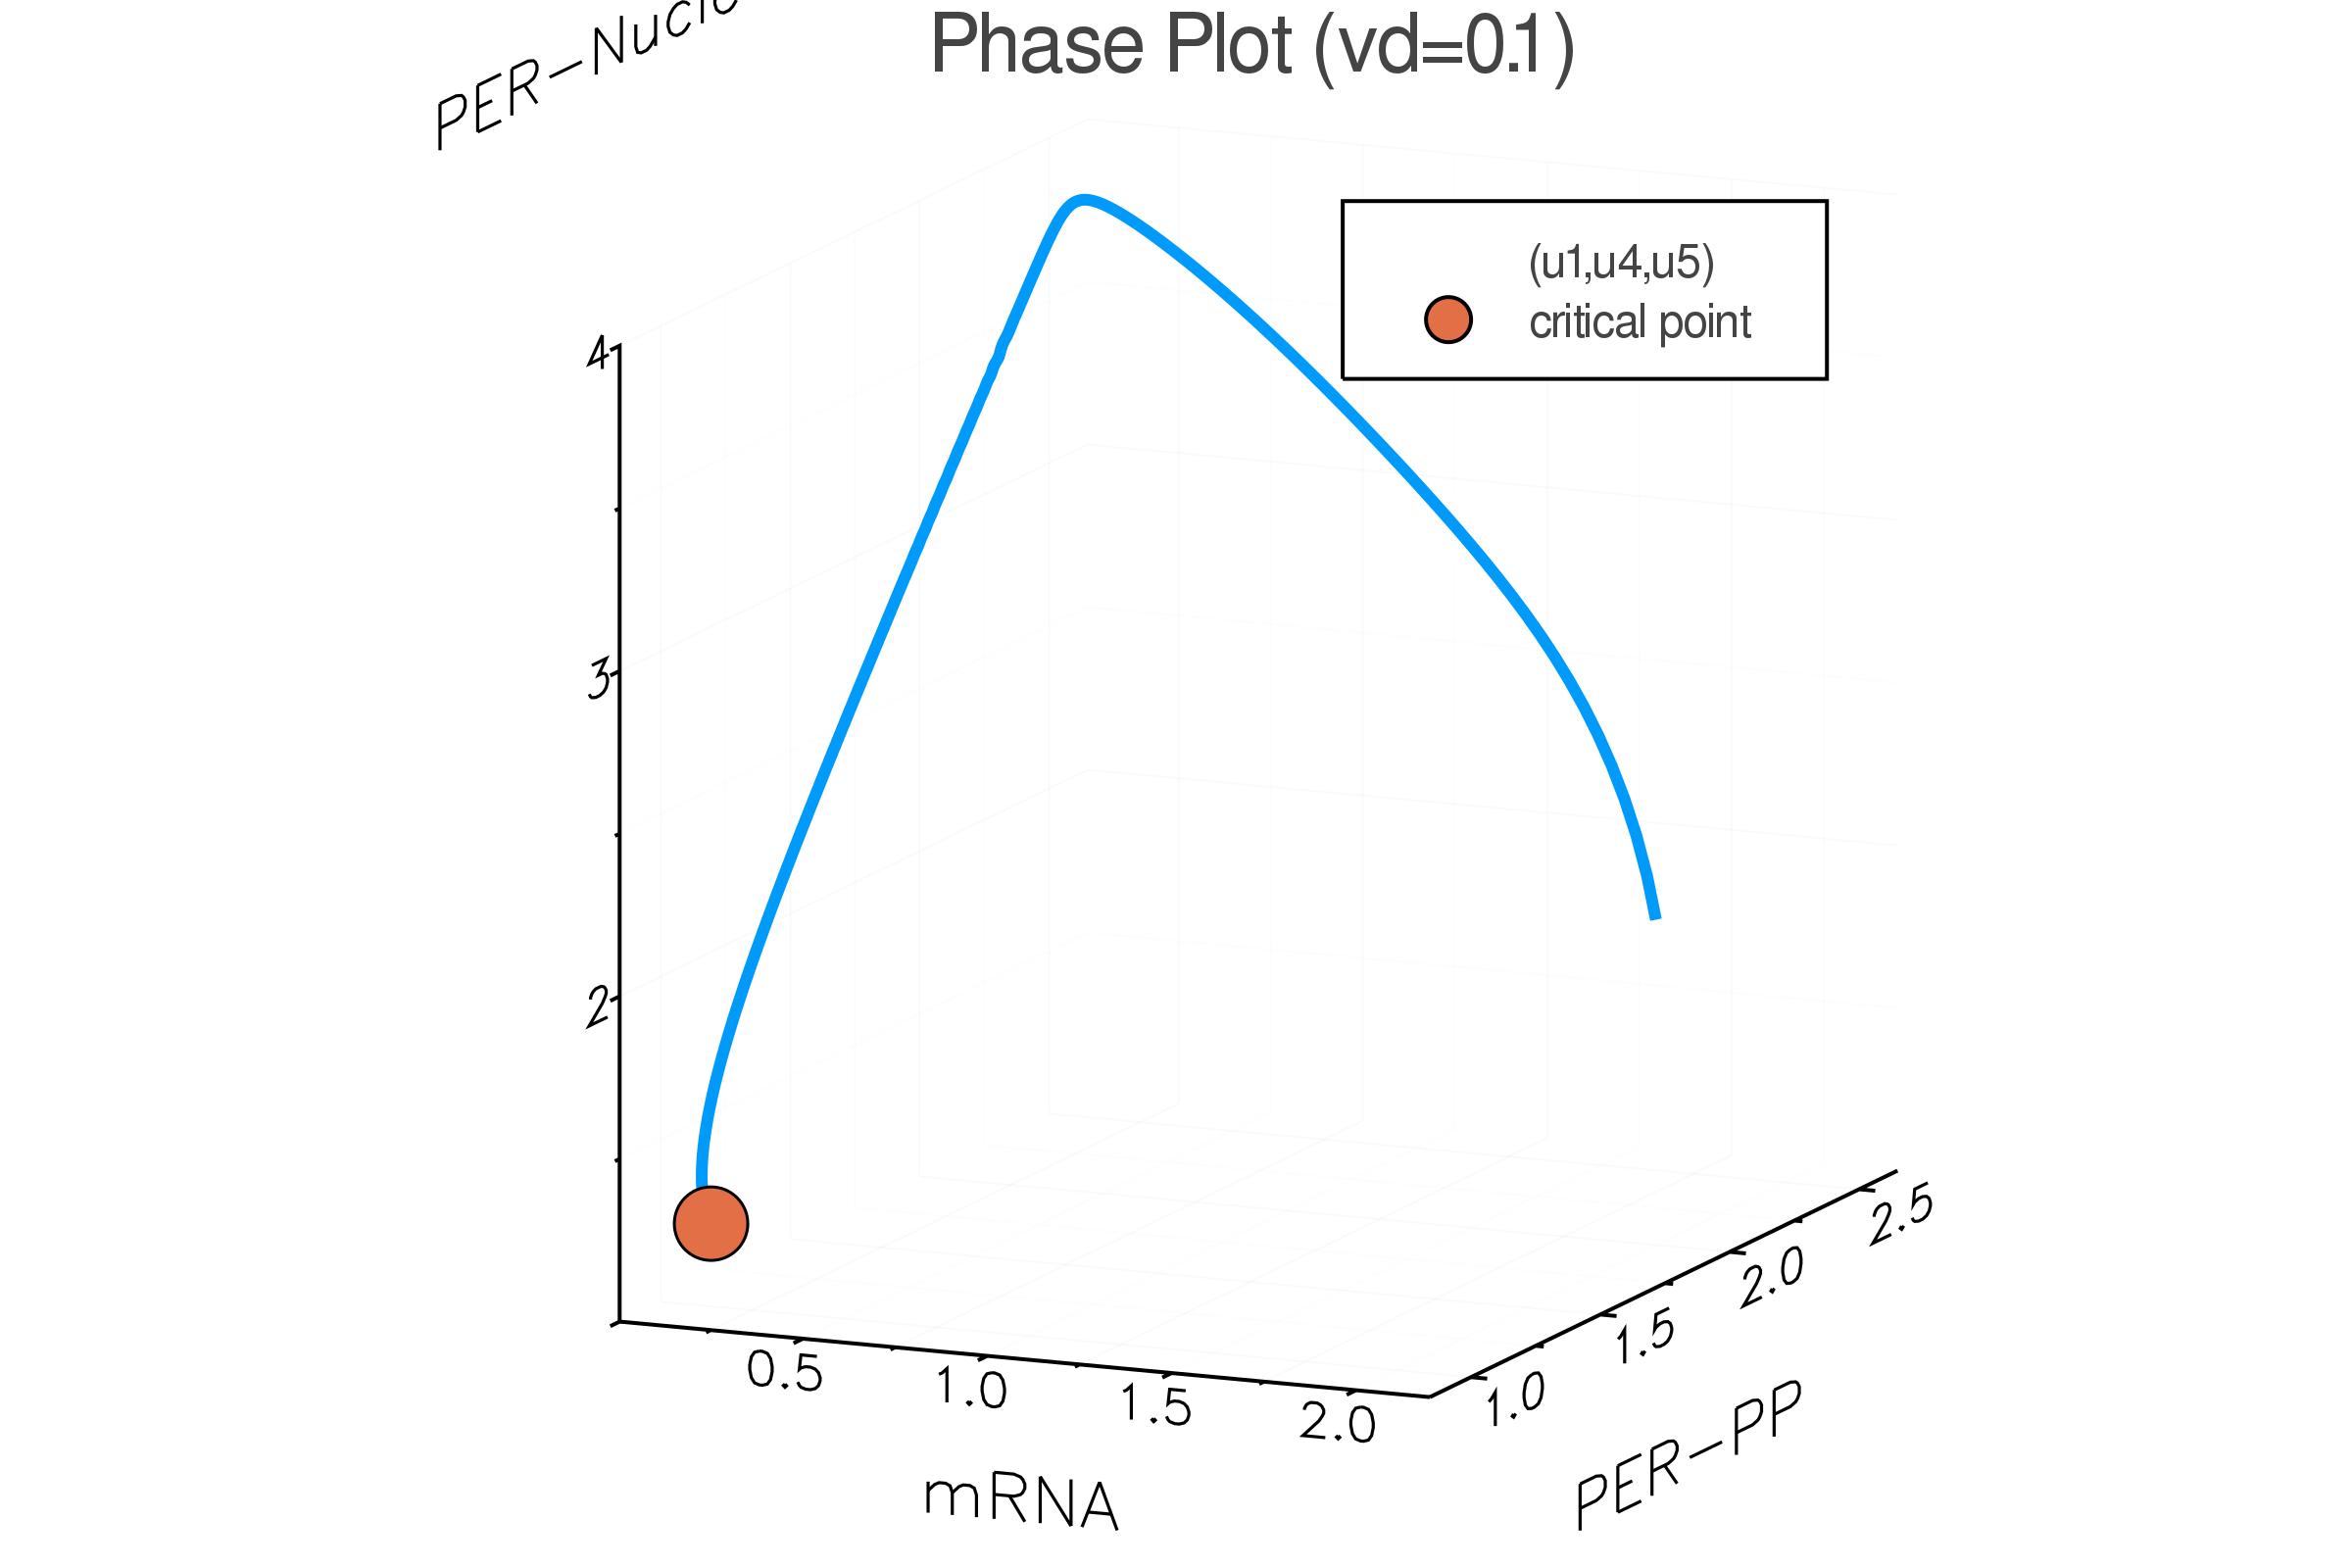 Phase Plot (vd=0.1)
(u1,u4,u5)
critical point
4
3
2
0.5 1.0 1.5 2.0
mRNA
1.0 1.5 2.0 2.5
PER-PP